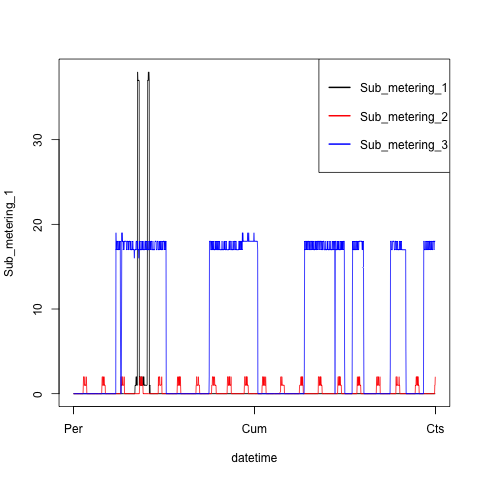 Sub_metering_1
Sub_metering_2
Sub_metering_3
30
20
10
0
Sub_metering_1
Per Cum Cts
datetime